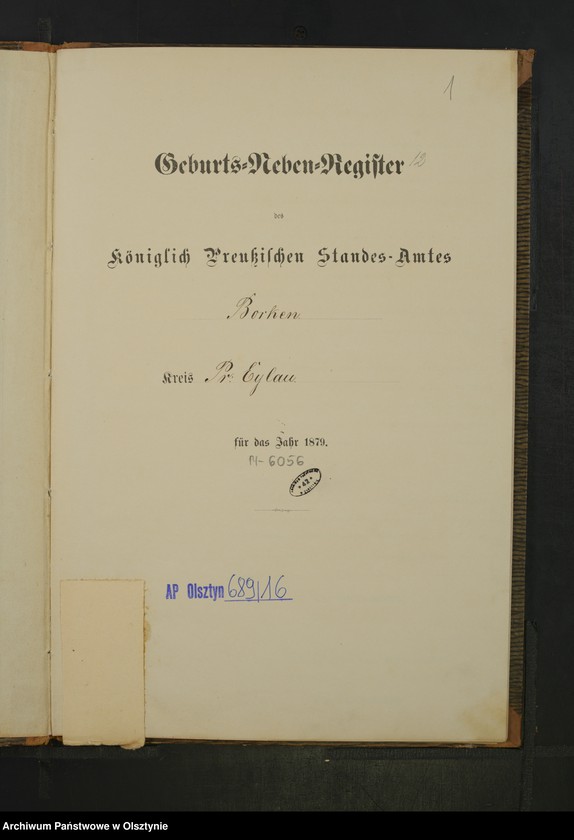 1
Geburts-Neben-Register 13
des
Königlich Preußischen Standes-Amtes
Borken
Kreis Pr. Eylau.
für das Jahr 1879.
M-6056
* 42 *
AP Olsztyn 689/16
Archiwum Państwowe w Olsztynie